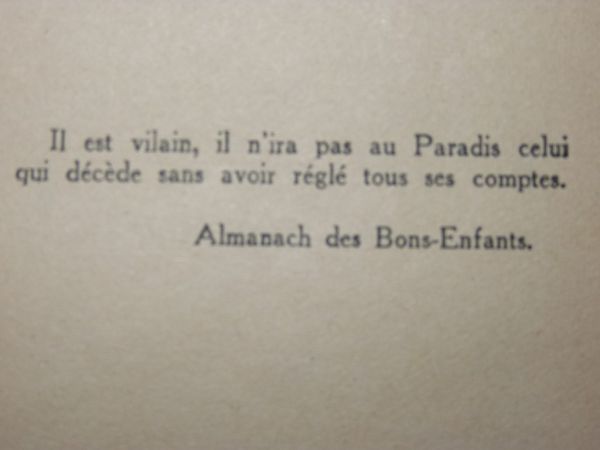 Il est vilain, il n'ira pas au Paradis celui
qui décède sans avoir réglé tous ses comptes.
Almanach des Bons-Enfants.